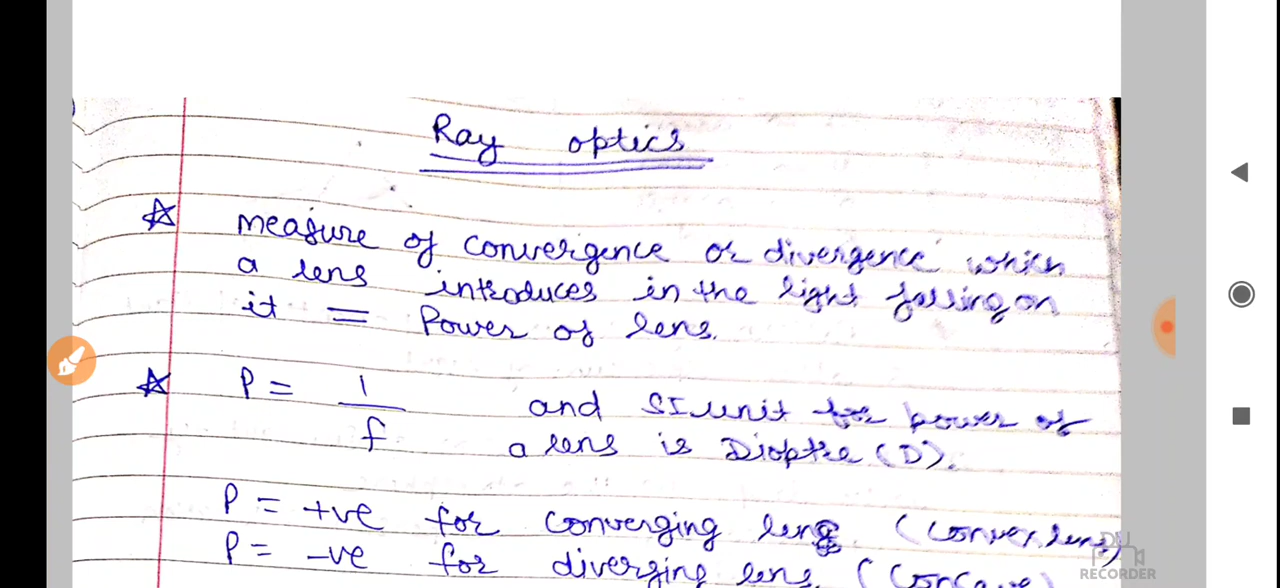 Ray optics
☆ measure of convergence or divergence which
a lens introduces in the light falling on
it = Power of lens.
☆ P = 1/f and SI unit for power of
a lens is Dioptre (D).
P = +ve for converging lens. (Convex lens)
P = -ve for diverging lens (Concave)
DU RECORDER